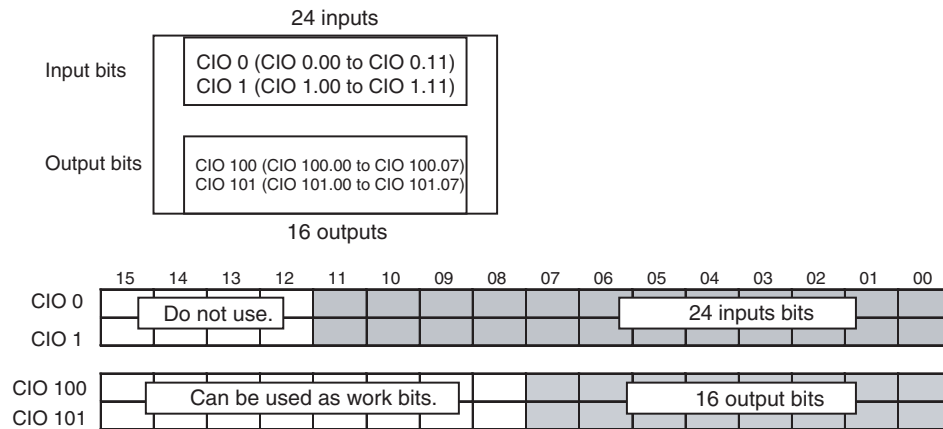 24 inputs
Input bits
CIO 0 (CIO 0.00 to CIO 0.11)
CIO 1 (CIO 1.00 to CIO 1.11)
Output bits
CIO 100 (CIO 100.00 to CIO 100.07)
CIO 101 (CIO 101.00 to CIO 101.07)
16 outputs
15 14 13 12 11 10 09 08 07 06 05 04 03 02 01 00
CIO 0
Do not use.
24 inputs bits
CIO 1
CIO 100
Can be used as work bits.
16 output bits
CIO 101